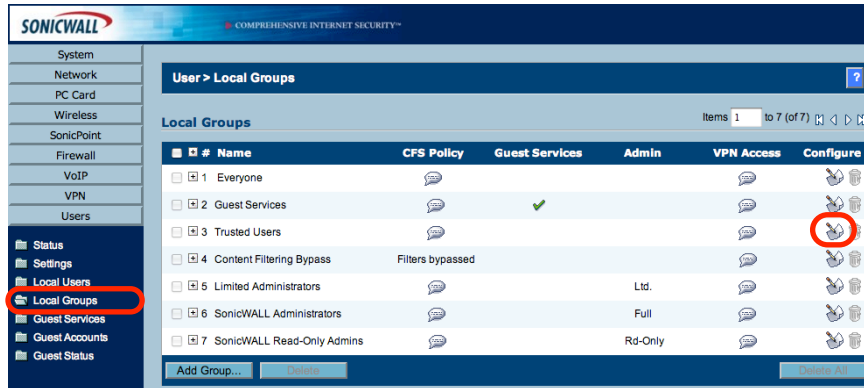 SONICWALL COMPREHENSIVE INTERNET SECURITY™
System
Network
PC Card
Wireless
SonicPoint
Firewall
VoIP
VPN
Users
Status
Settings
Local Users
Local Groups
Guest Services
Guest Accounts
Guest Status
User > Local Groups ?
Local Groups Items 1 to 7 (of 7)
# Name CFS Policy Guest Services Admin VPN Access Configure
1 Everyone
2 Guest Services
3 Trusted Users
4 Content Filtering Bypass Filters bypassed
5 Limited Administrators Ltd.
6 SonicWALL Administrators Full
7 SonicWALL Read-Only Admins Rd-Only
Add Group... Delete Delete All